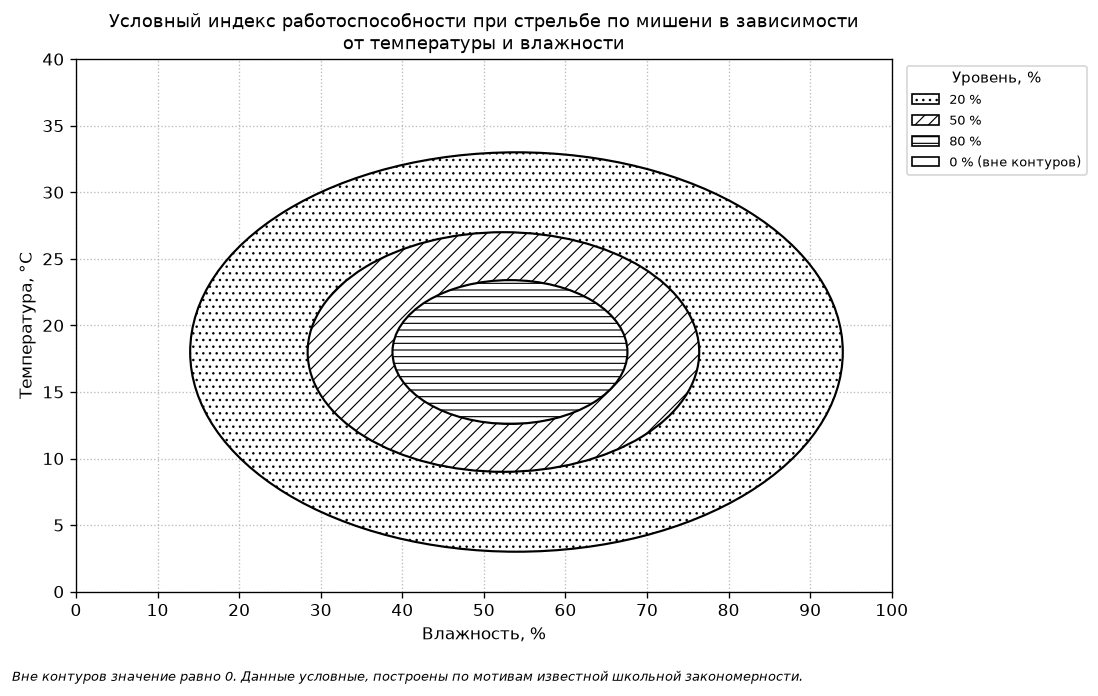 Условный индекс работоспособности при стрельбе по мишени в зависимости
от температуры и влажности
Уровень, %
20 %
50 %
80 %
0 % (вне контуров)
Температура, °C
40
35
30
25
20
15
10
5
0
0 10 20 30 40 50 60 70 80 90 100
Влажность, %
Вне контуров значение равно 0. Данные условные, построены по мотивам известной школьной закономерности.